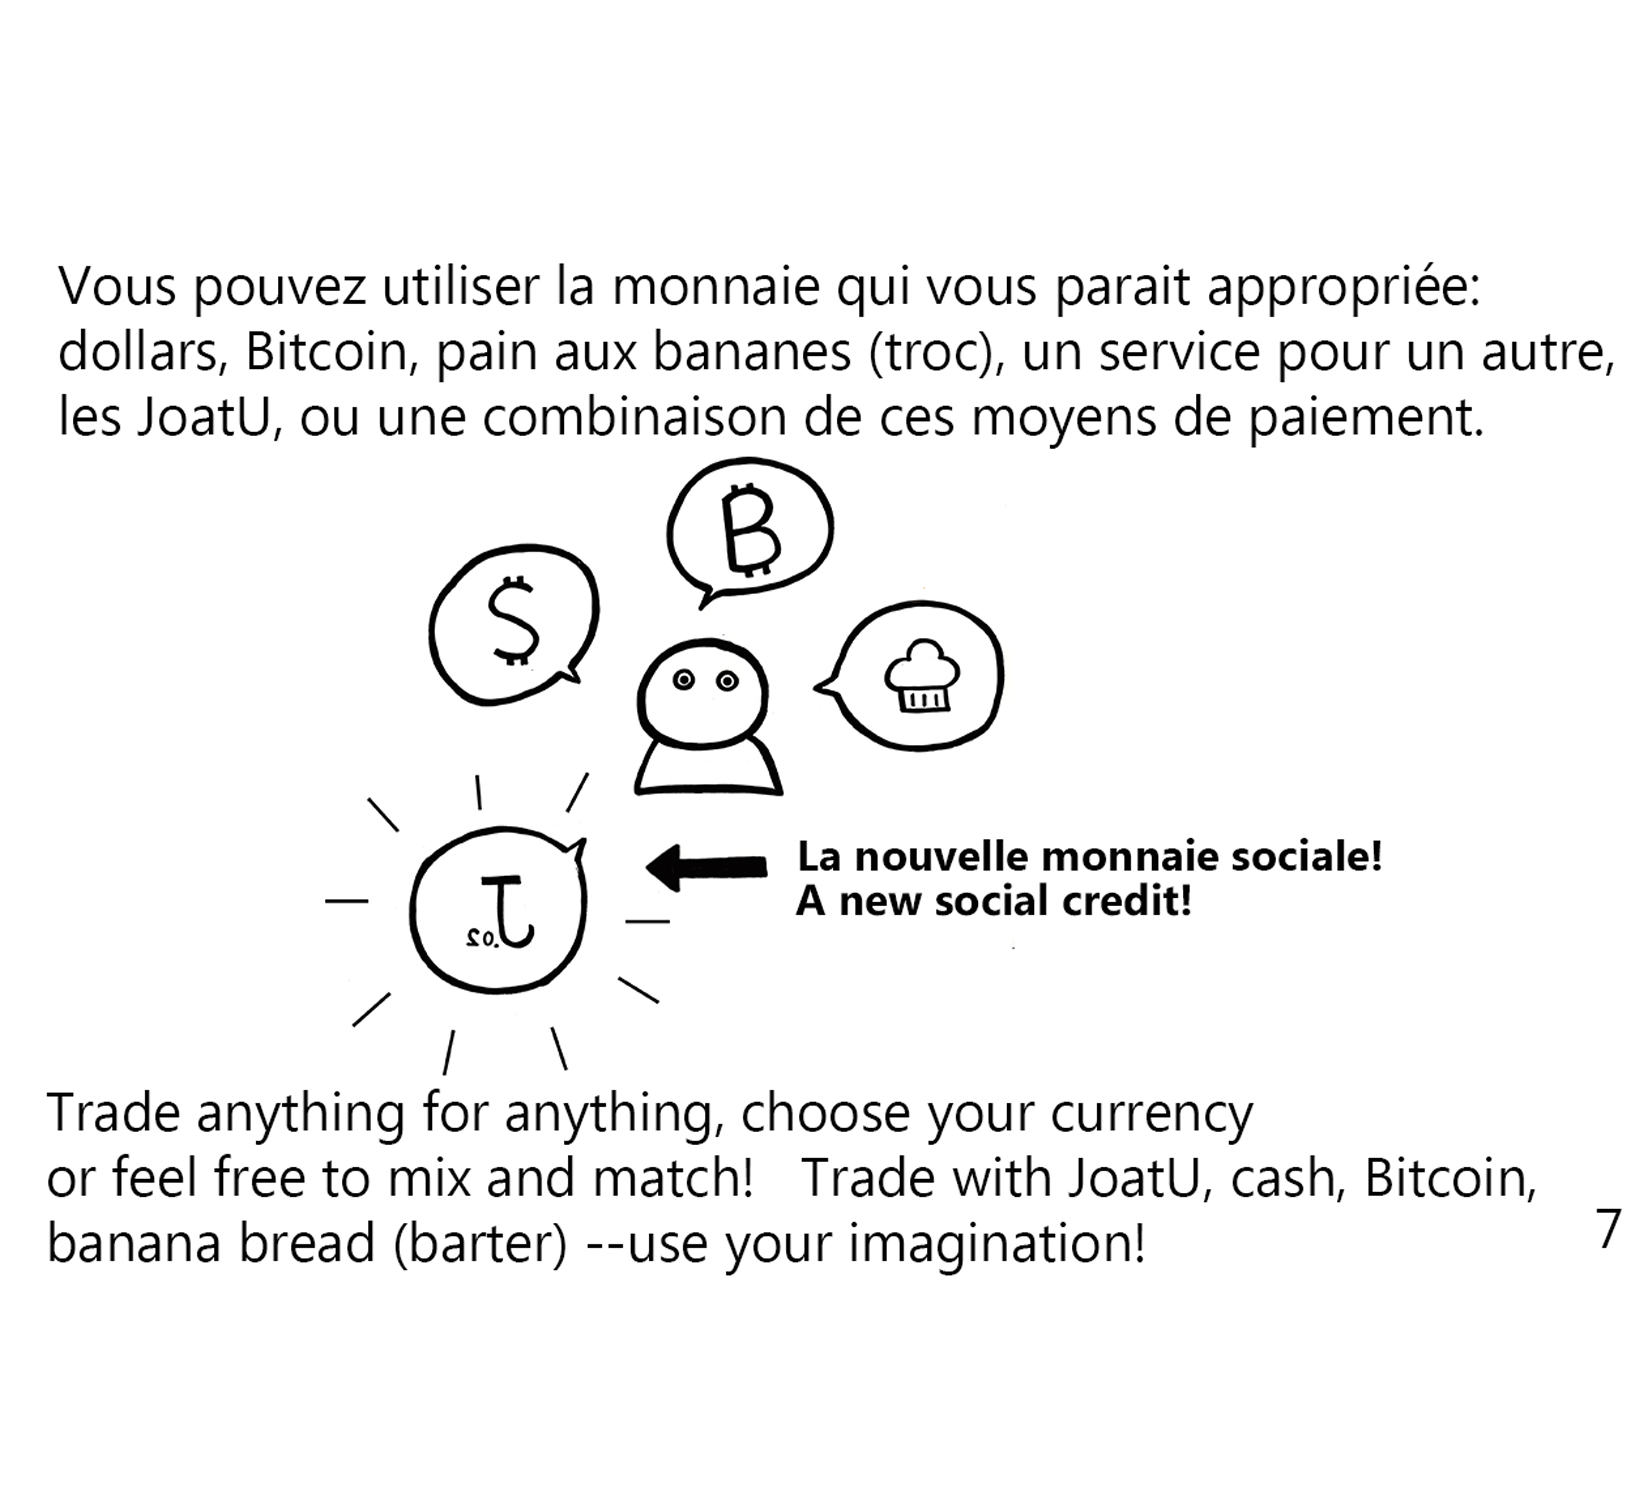 Vous pouvez utiliser la monnaie qui vous parait appropriée:
dollars, Bitcoin, pain aux bananes (troc), un service pour un autre,
les JoatU, ou une combinaison de ces moyens de paiement.
B
S
La nouvelle monnaie sociale!
A new social credit!
Trade anything for anything, choose your currency
or feel free to mix and match! Trade with JoatU, cash, Bitcoin,
banana bread (barter) --use your imagination!
7